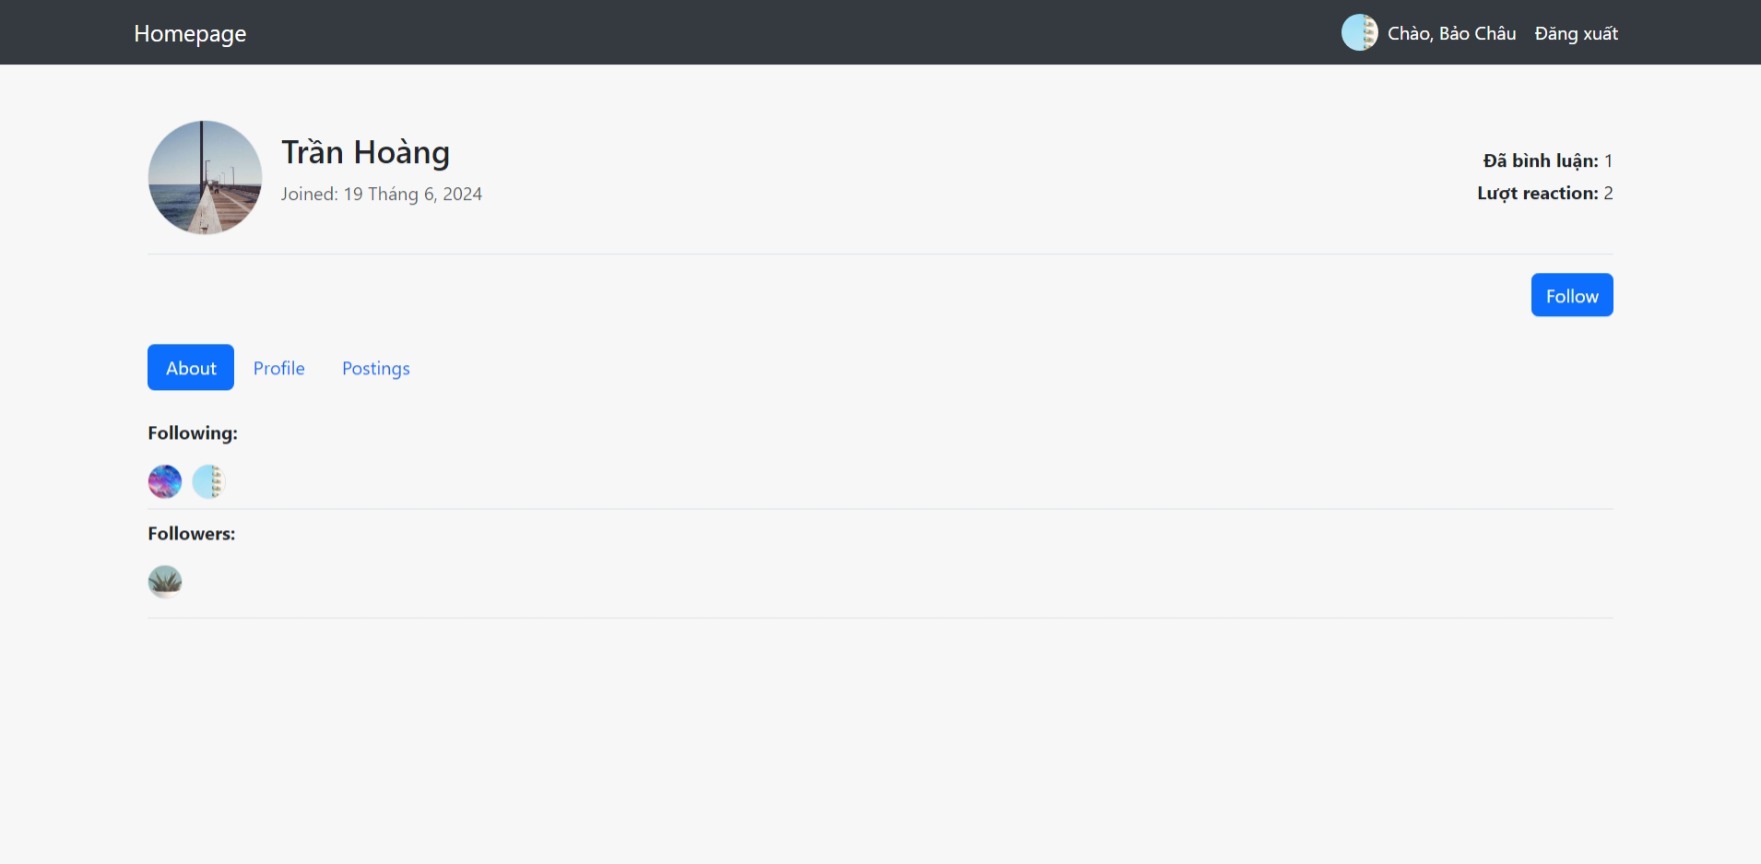 Homepage
Chào, Bảo Châu
Đăng xuất
Trần Hoàng
Joined: 19 Tháng 6, 2024
Đã bình luận: 1
Lượt reaction: 2
Follow
About Profile Postings
Following:
Followers: